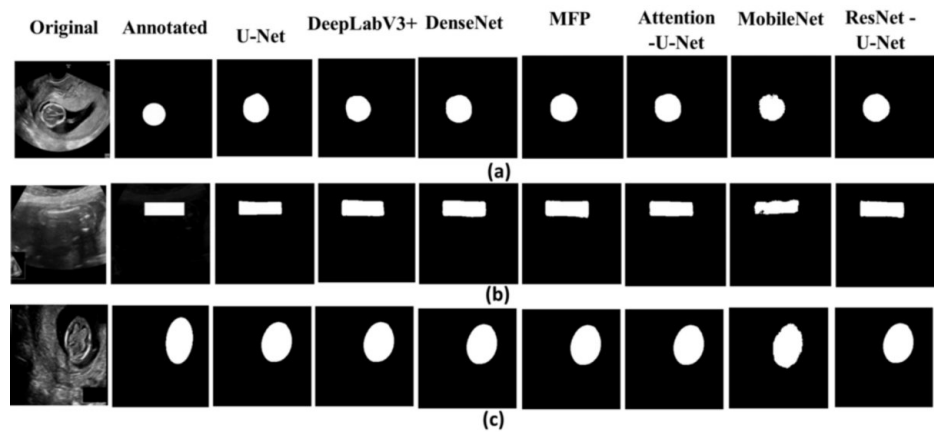 Original Annotated U-Net DeepLabV3+ DenseNet MFP Attention
-U-Net MobileNet ResNet -
U-Net
(a)
(b)
(c)